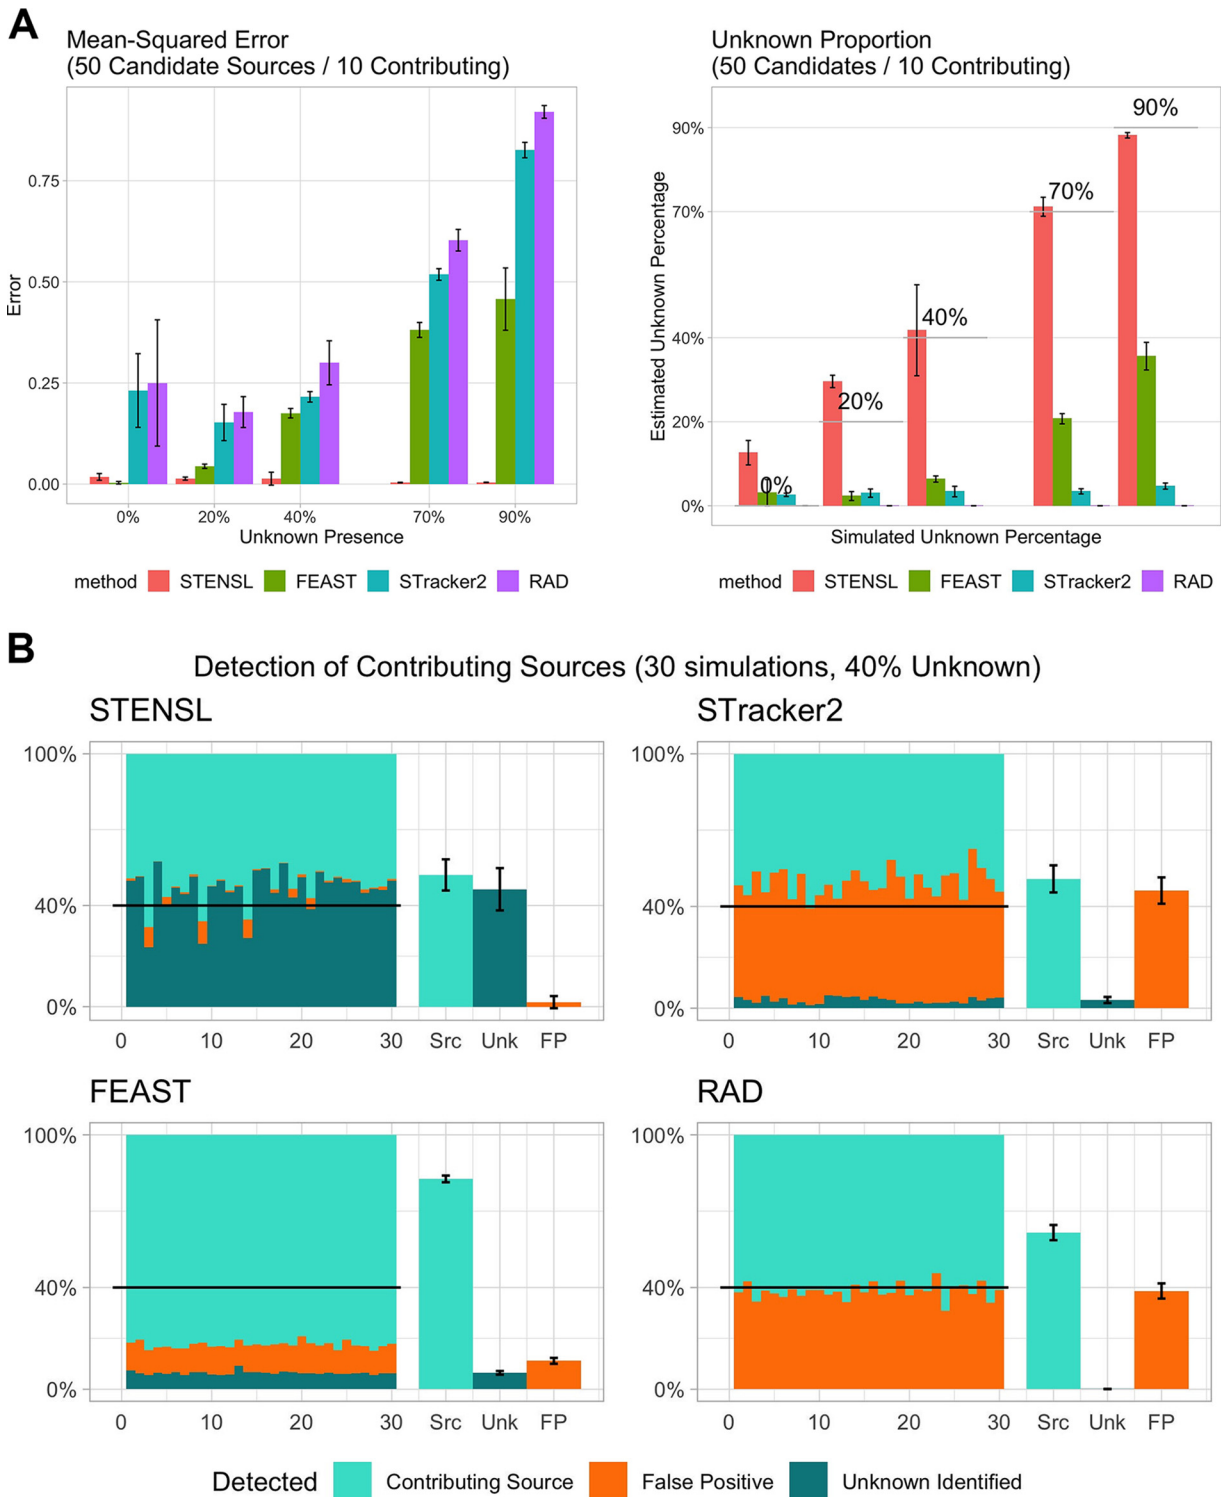 A
Mean-Squared Error
(50 Candidate Sources / 10 Contributing)
Error
0.75
0.50
0.25
0.00
0%
20%
40%
70%
90%
Unknown Presence
method STENSL FEAST STracker2 RAD
Unknown Proportion
(50 Candidates / 10 Contributing)
Estimated Unknown Percentage
90%
70%
40%
20%
0%
0%
20%
40%
70%
90%
Simulated Unknown Percentage
method STENSL FEAST STracker2 RAD
B
Detection of Contributing Sources (30 simulations, 40% Unknown)
STENSL
100%
40%
0%
0 10 20 30 Src Unk FP
STracker2
100%
40%
0%
0 10 20 30 Src Unk FP
FEAST
100%
40%
0%
0 10 20 30 Src Unk FP
RAD
100%
40%
0%
0 10 20 30 Src Unk FP
Detected Contributing Source False Positive Unknown Identified